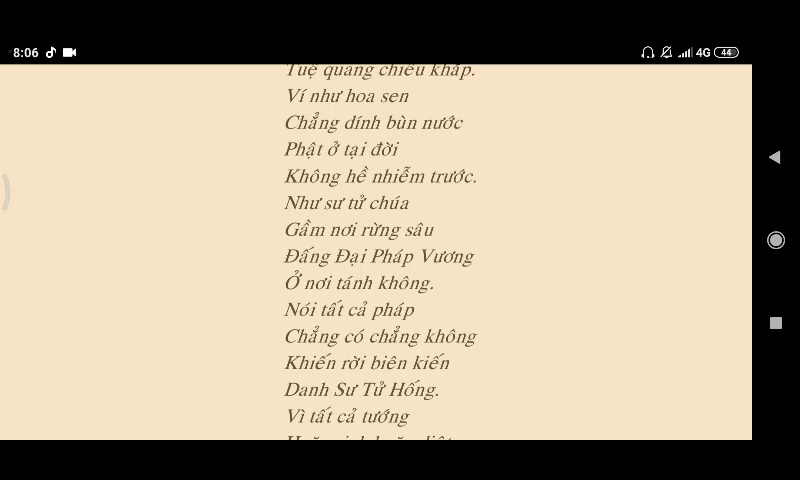 8:06
4G 44
Tuệ quang chiếu khắp.
Ví như hoa sen
Chẳng dính bùn nước
Phật ở tại đời
Không hề nhiễm trước.
Như sư tử chúa
Gầm nơi rừng sâu
Đấng Đại Pháp Vương
Ở nơi tánh không.
Nói tất cả pháp
Chẳng có chẳng không
Khiến rời biên kiến
Danh Sư Tử Hống.
Vì tất cả tướng